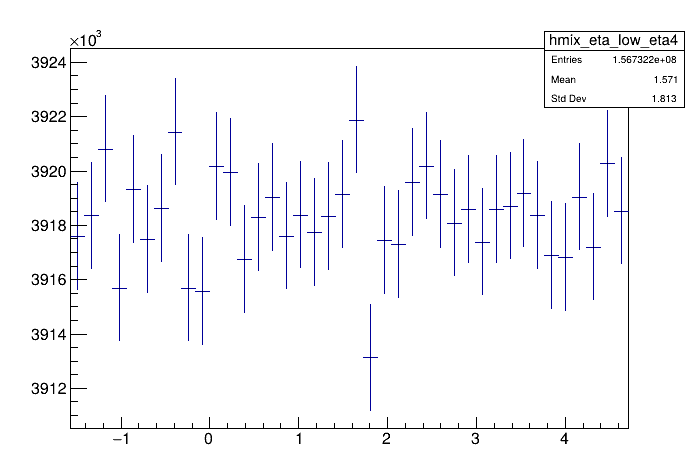 ×10³
hmix_eta_low_eta4
Entries 1.567322e+08
Mean 1.571
Std Dev 1.813
3924
3922
3920
3918
3916
3914
3912
−1 0 1 2 3 4